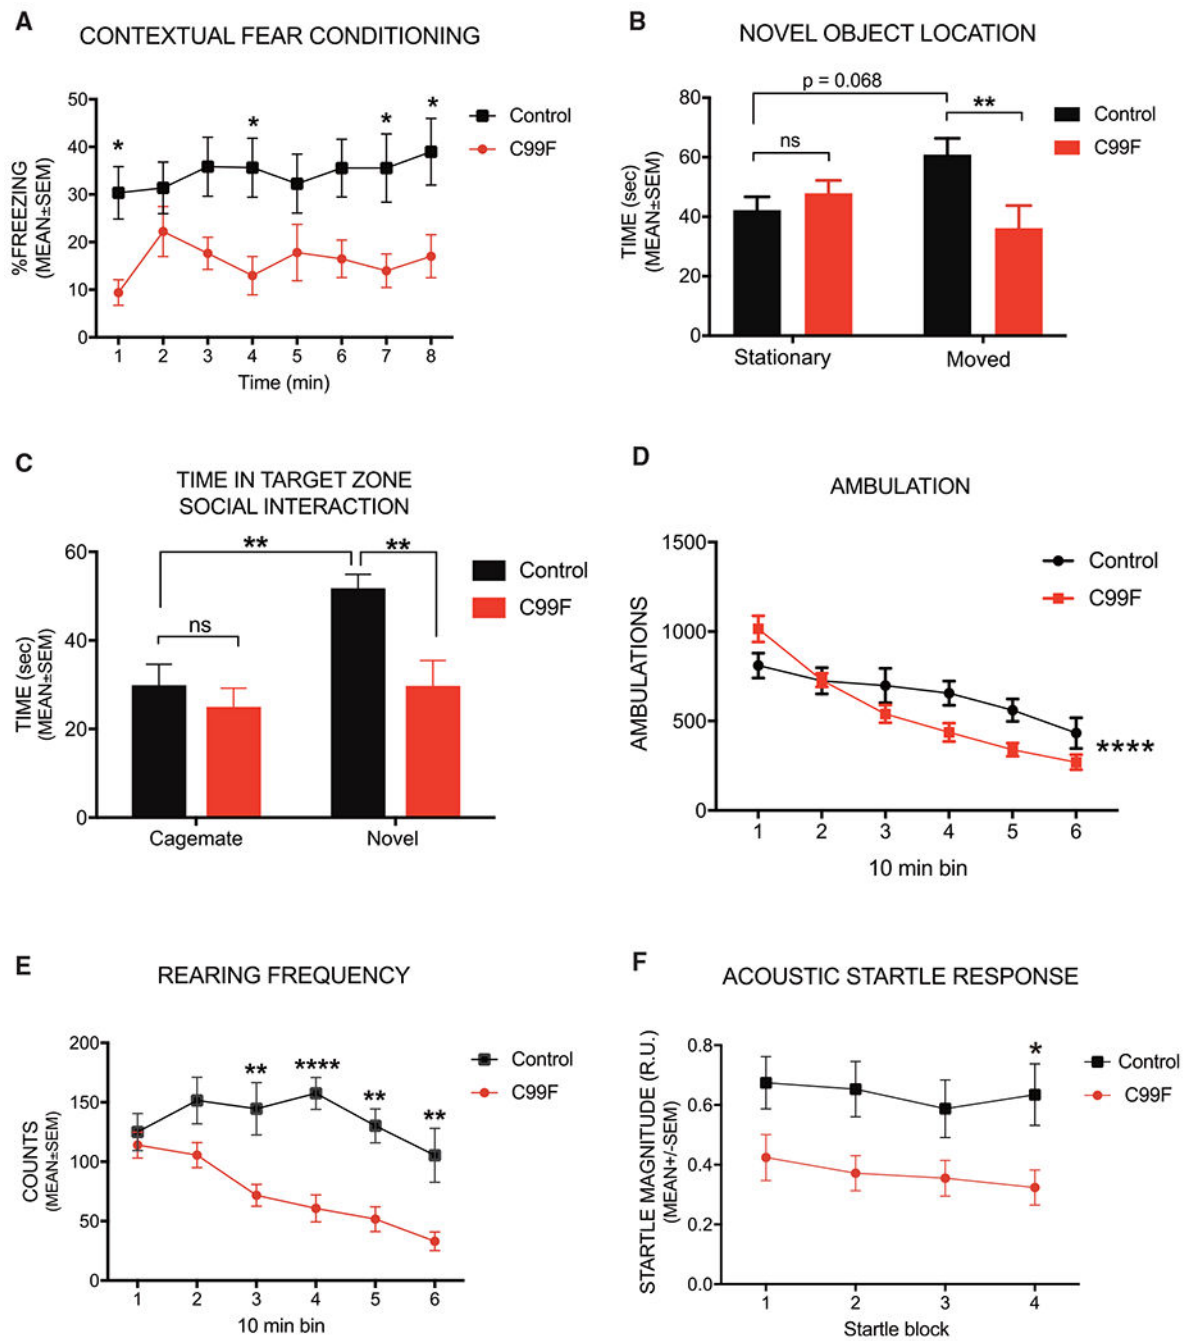 A
CONTEXTUAL FEAR CONDITIONING
%FREEZING
(MEAN±SEM)
50
40
30
20
10
0
*
*
*
*
Control
C99F
1 2 3 4 5 6 7 8
Time (min)
B
NOVEL OBJECT LOCATION
TIME (sec)
(MEAN±SEM)
80
60
40
20
0
p = 0.068
**
ns
Control
C99F
Stationary Moved
C
TIME IN TARGET ZONE
SOCIAL INTERACTION
TIME (sec)
(MEAN±SEM)
60
40
20
0
** **
ns
Control
C99F
Cagemate Novel
D
AMBULATION
AMBULATIONS
1500
1000
500
0
Control
C99F
****
1 2 3 4 5 6
10 min bin
E
REARING FREQUENCY
COUNTS
(MEAN±SEM)
200
150
100
50
0
** **** ** **
Control
C99F
1 2 3 4 5 6
10 min bin
F
ACOUSTIC STARTLE RESPONSE
STARTLE MAGNITUDE (R.U.)
(MEAN+/-SEM)
0.8
0.6
0.4
0.2
0.0
*
Control
C99F
1 2 3 4
Startle block